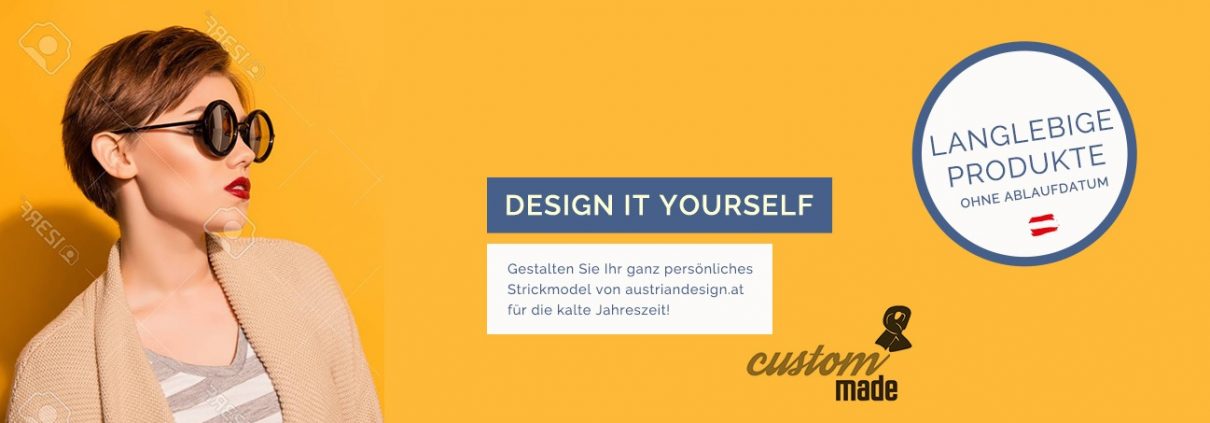 DESIGN IT YOURSELF
Gestalten Sie Ihr ganz persönliches
Strickmodel von austriandesign.at
für die kalte Jahreszeit!
LANGLEBIGE
PRODUKTE
OHNE ABLAUFDATUM
custom
made